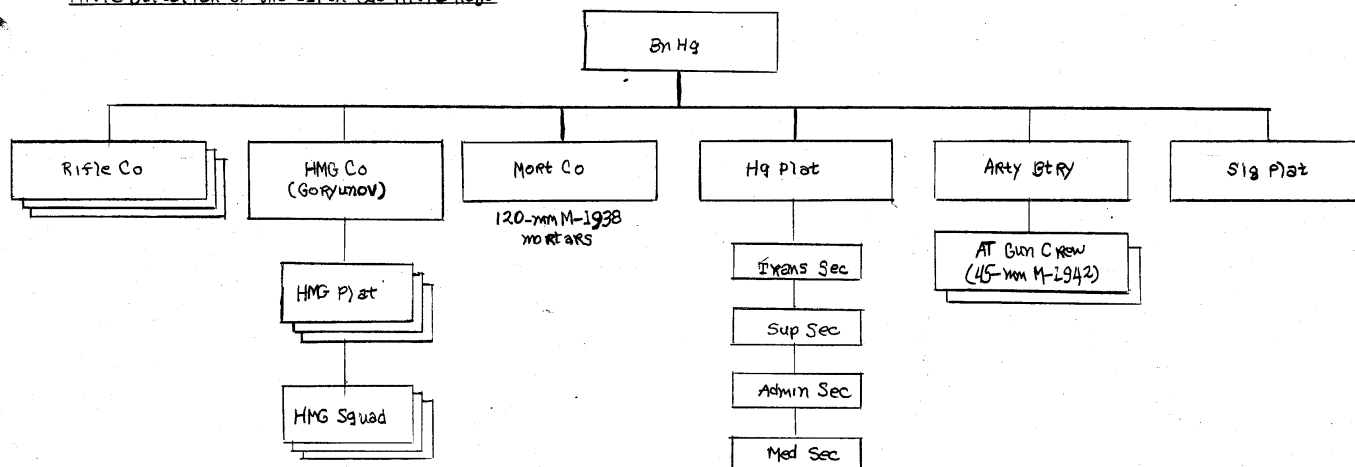 Bn Hq
Rifle Co
HMG Co
(Goryunov)
Mort Co
120-mm M-1938
mortars
Hq Plat
Arty Btry
Sig Plat
HMG Plat
HMG Squad
Trans Sec
Sup Sec
Admin Sec
Med Sec
AT Gun Crew
(45-mm M-1942)